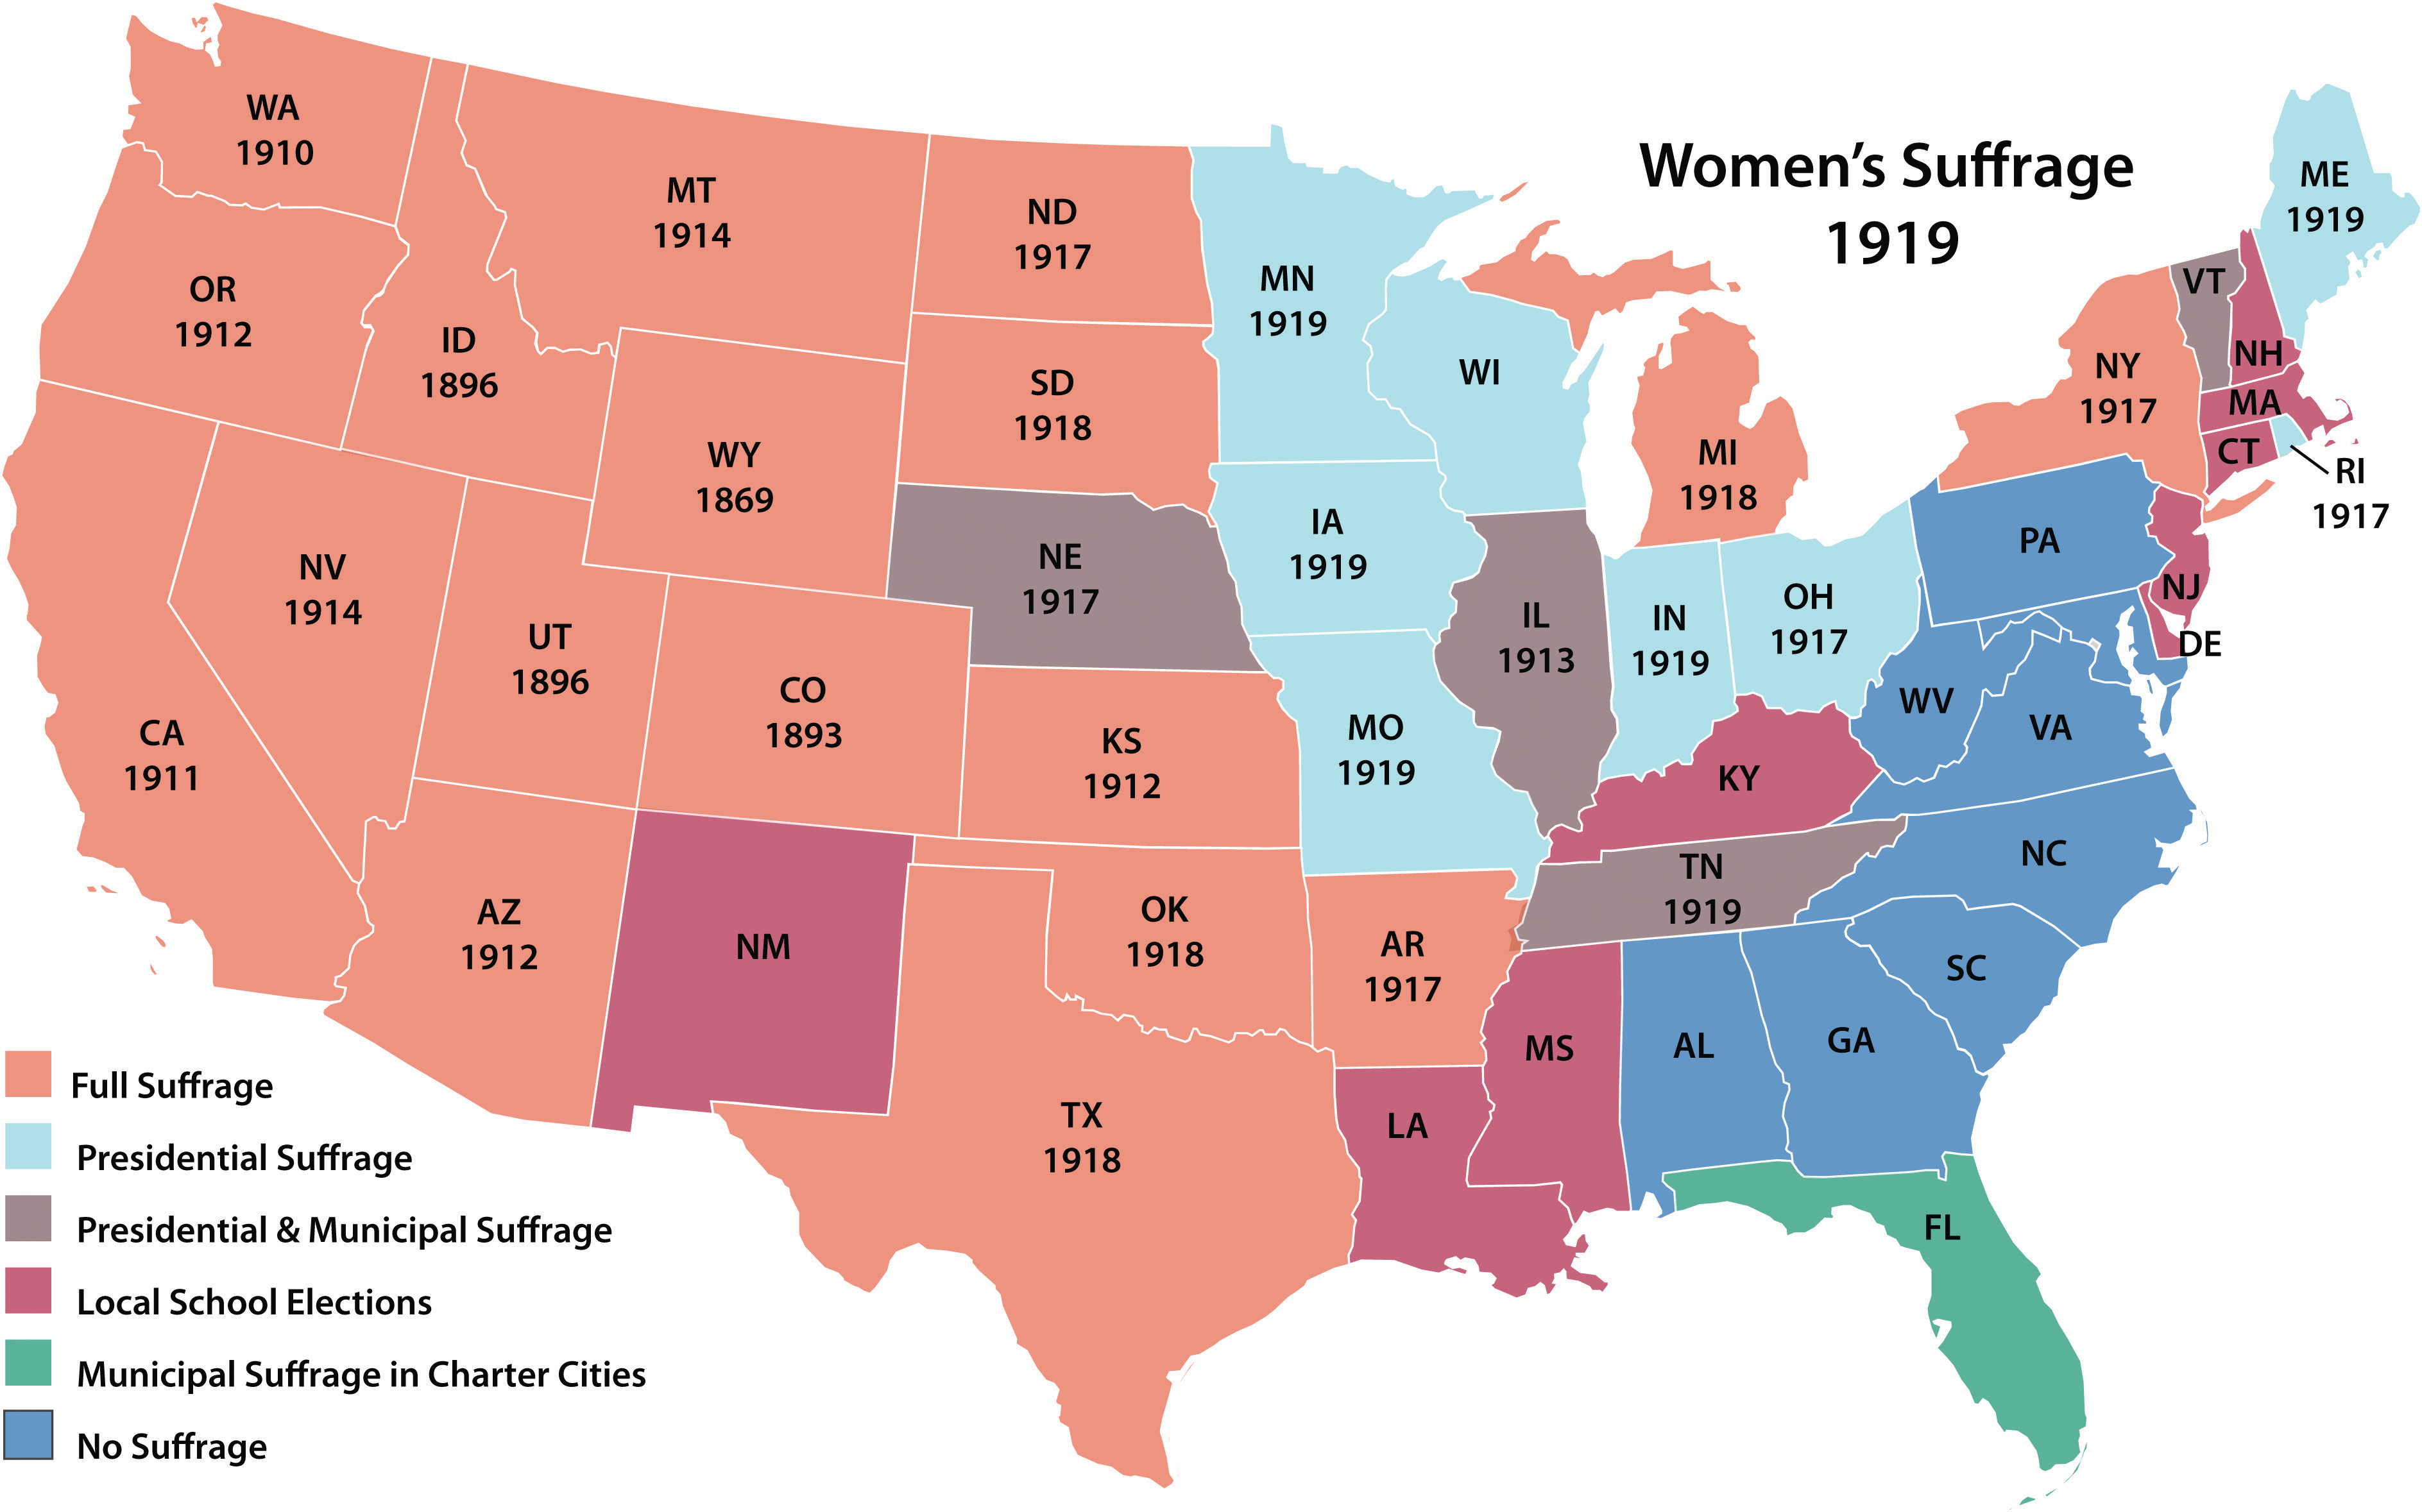 Women's Suffrage
1919
WA
1910
OR
1912
ID
1896
MT
1914
ND
1917
MN
1919
WI
SD
1918
WY
1869
NE
1917
IA
1919
MI
1918
NY
1917
VT
NH
ME
1919
MA
CT
RI
1917
CA
1911
NV
1914
UT
1896
CO
1893
KS
1912
MO
1919
IL
1913
IN
1919
OH
1917
PA
NJ
DE
WV
VA
KY
TN
1919
NC
AZ
1912
NM
OK
1918
AR
1917
MS
AL
GA
SC
TX
1918
LA
FL
Full Suffrage
Presidential Suffrage
Presidential & Municipal Suffrage
Local School Elections
Municipal Suffrage in Charter Cities
No Suffrage